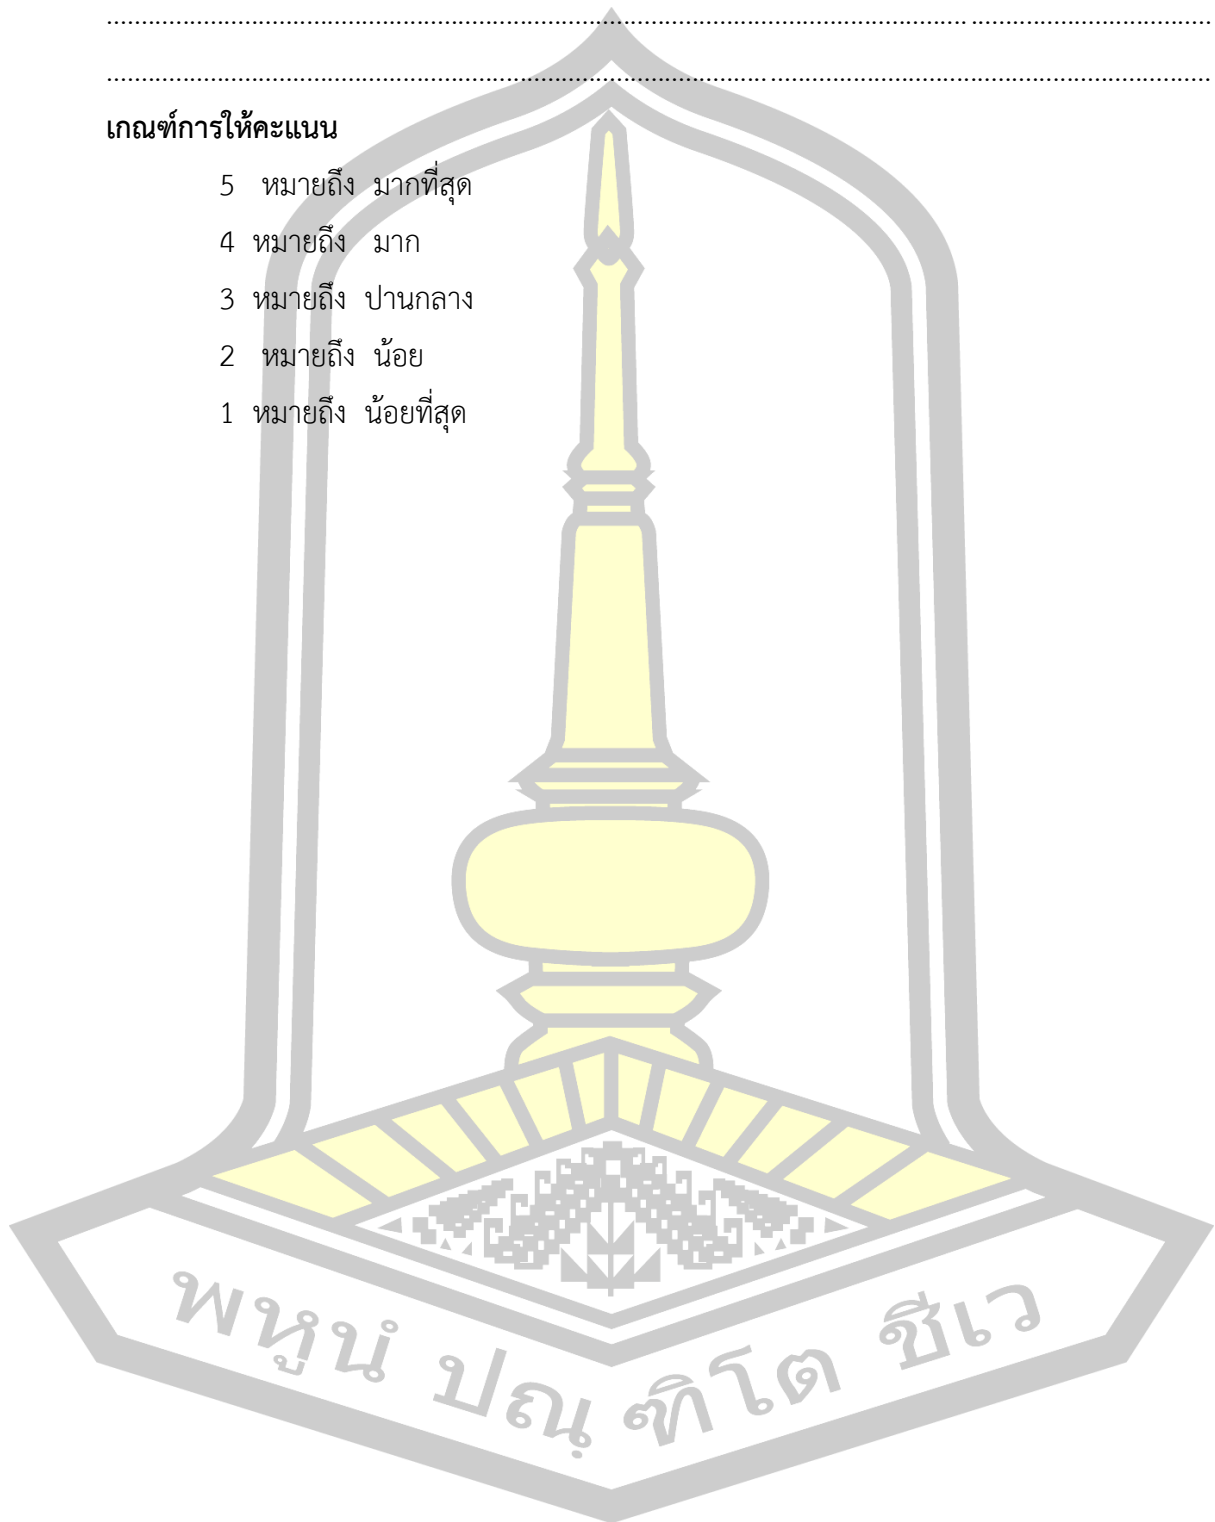 ............................................................................................................................ ..................................
............................................................................................... ...............................................................
เกณฑ์การให้คะแนน
5 หมายถึง มากที่สุด
4 หมายถึง มาก
3 หมายถึง ปานกลาง
2 หมายถึง น้อย
1 หมายถึง น้อยที่สุด
พหูนํ ปณฺฑิโต ชีเว